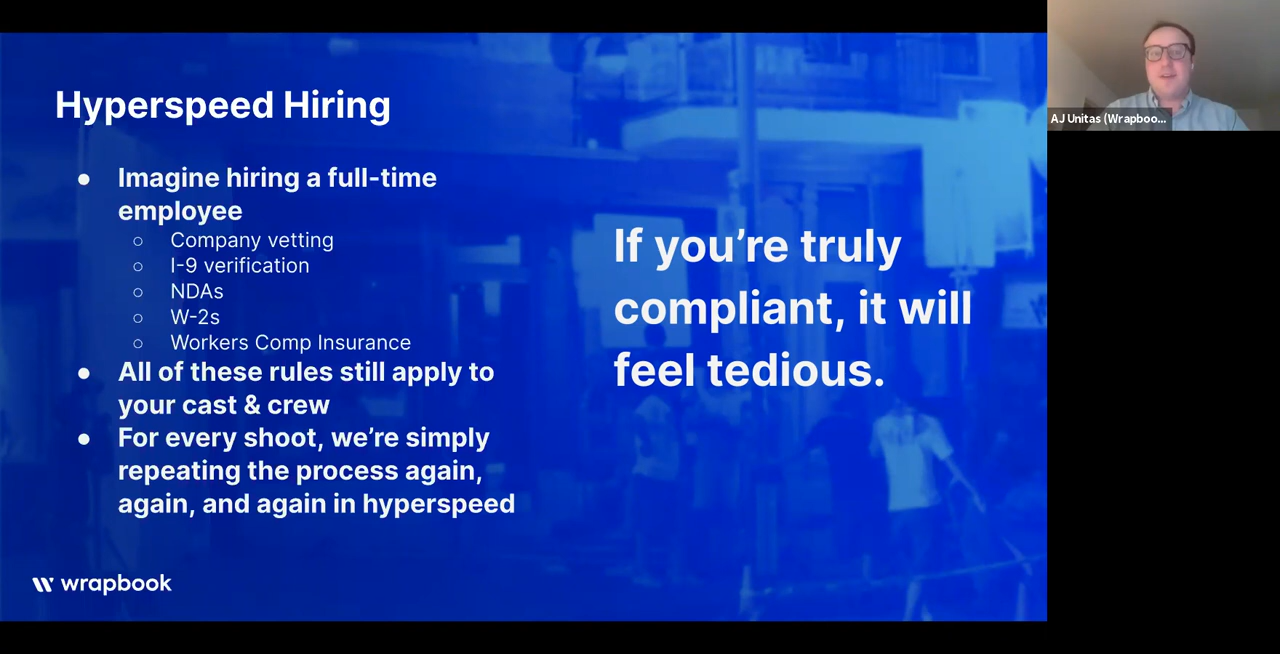 Hyperspeed Hiring
● Imagine hiring a full-time
employee
○ Company vetting
○ I-9 verification
○ NDAs
○ W-2s
○ Workers Comp Insurance
● All of these rules still apply to
your cast & crew
● For every shoot, we’re simply
repeating the process again,
again, and again in hyperspeed
If you’re truly
compliant, it will
feel tedious.
wrapbook
AJ Unitas (Wrapboo...